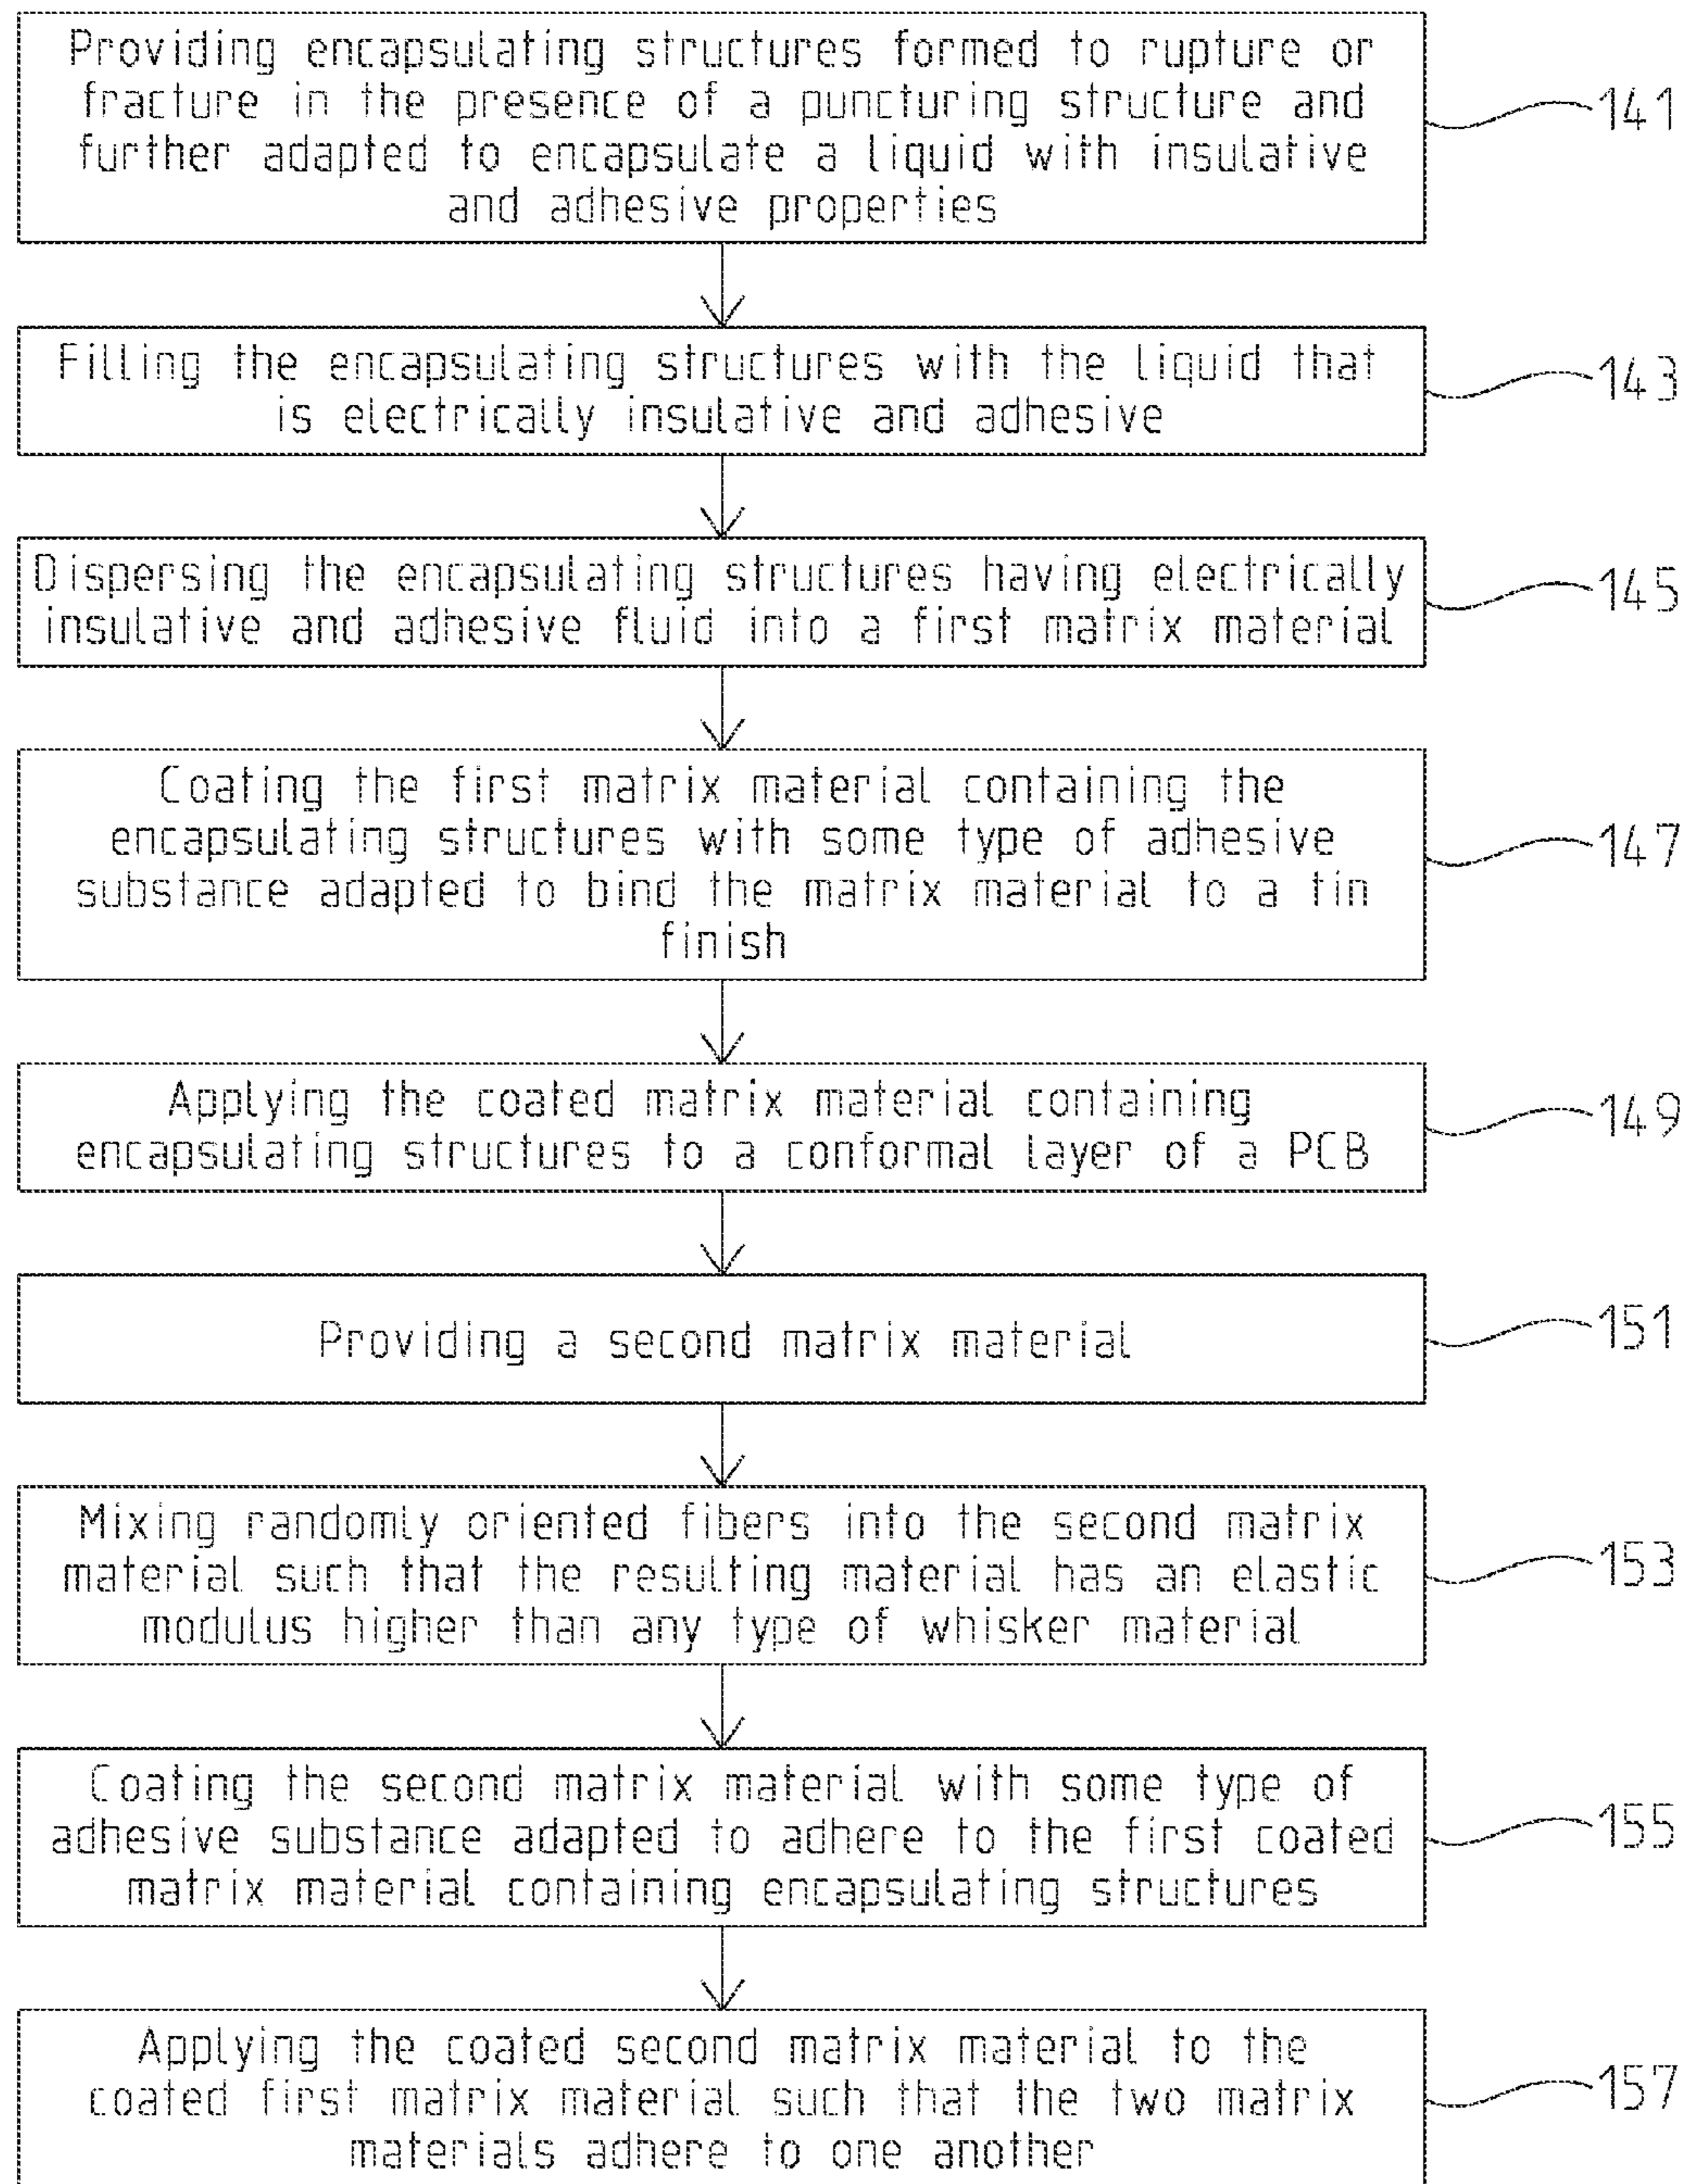 Providing encapsulating structures formed to rupture or
fracture in the presence of a puncturing structure and
further adapted to encapsulate a liquid with insulative
and adhesive properties
141
Filling the encapsulating structures with the liquid that
is electrically insulative and adhesive
143
Dispersing the encapsulating structures having electrically
insulative and adhesive fluid into a first matrix material
145
Coating the first matrix material containing the
encapsulating structures with some type of adhesive
substance adapted to bind the matrix material to a tin
finish
147
Applying the coated matrix material containing
encapsulating structures to a conformal layer of a PCB
149
Providing a second matrix material
151
Mixing randomly oriented fibers into the second matrix
material such that the resulting material has an elastic
modulus higher than any type of whisker material
153
Coating the second matrix material with some type of
adhesive substance adapted to adhere to the first coated
matrix material containing encapsulating structures
155
Applying the coated second matrix material to the
coated first matrix material such that the two matrix
materials adhere to one another
157